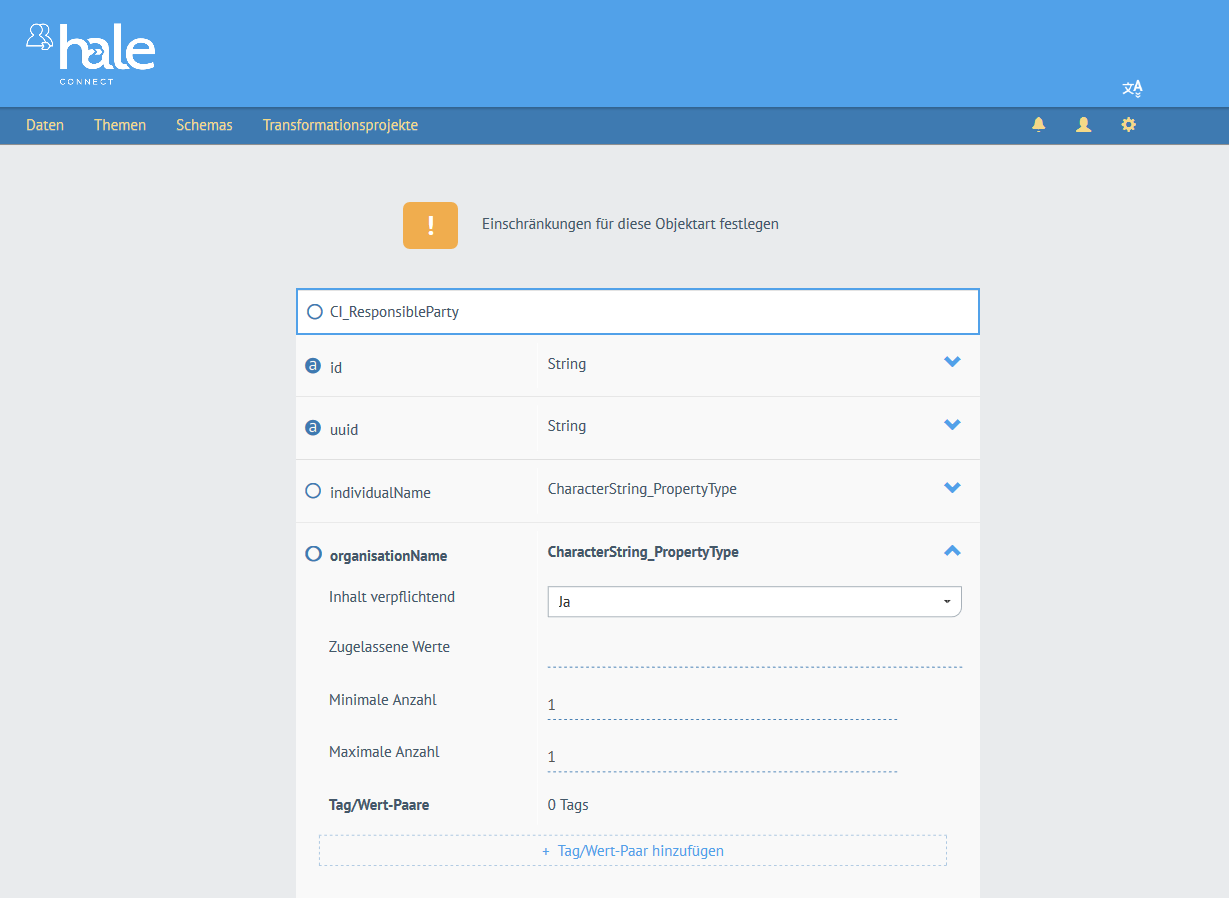 hale
CONNECT
文A
Daten Themen Schemas Transformationsprojekte
! Einschränkungen für diese Objektart festlegen
CI_ResponsibleParty
a id String
a uuid String
individualName CharacterString_PropertyType
organisationName CharacterString_PropertyType
Inhalt verpflichtend Ja
Zugelassene Werte
Minimale Anzahl 1
Maximale Anzahl 1
Tag/Wert-Paare 0 Tags
+ Tag/Wert-Paar hinzufügen